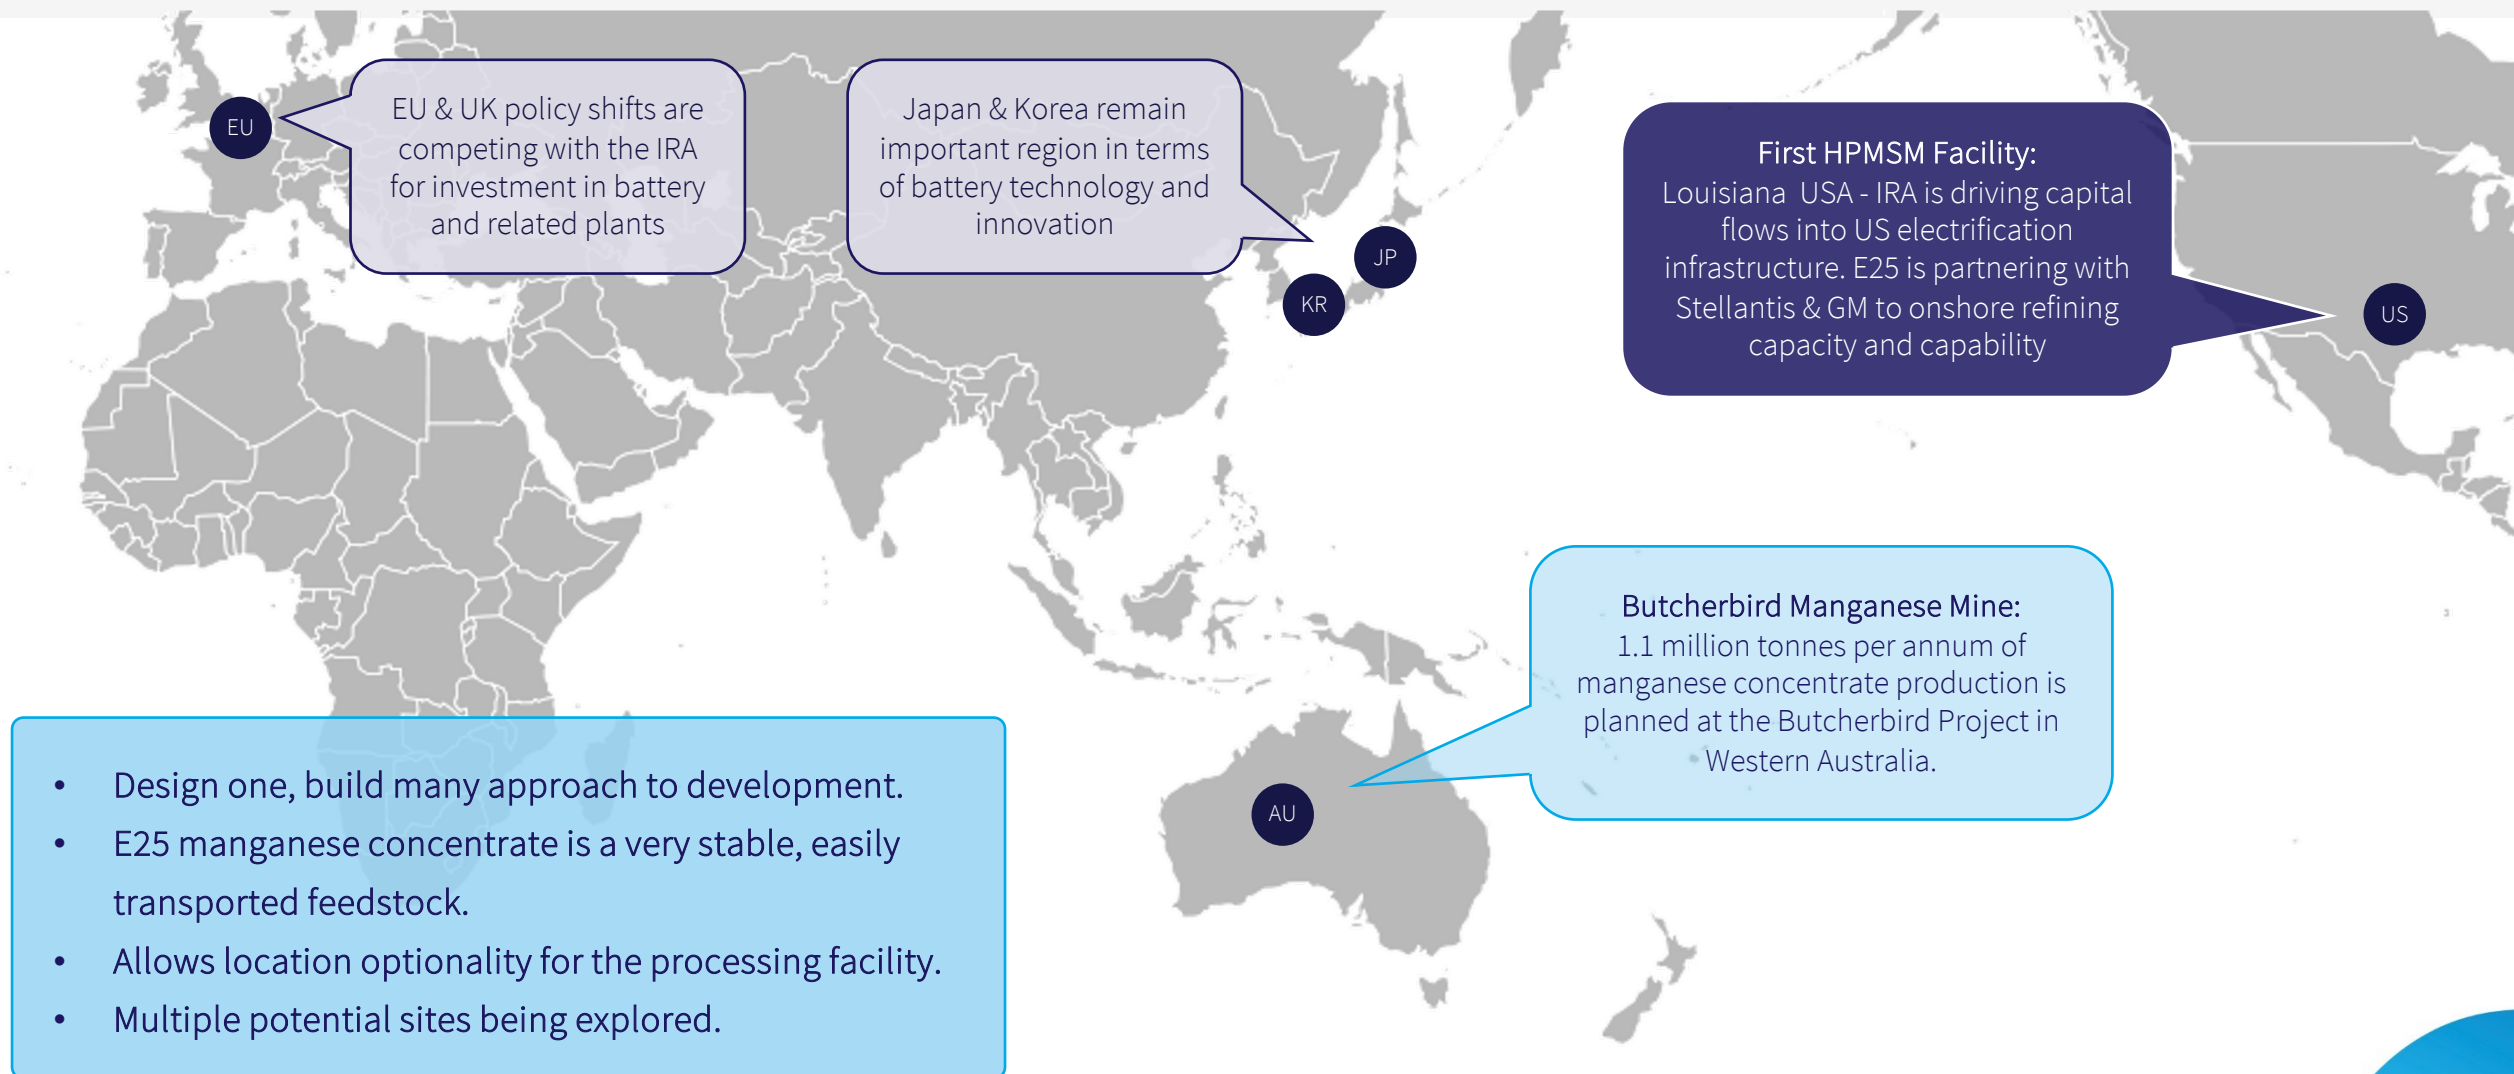 EU
EU & UK policy shifts are
competing with the IRA
for investment in battery
and related plants
Japan & Korea remain
important region in terms
of battery technology and
innovation
JP
KR
First HPMSM Facility:
Louisiana USA - IRA is driving capital
flows into US electrification
infrastructure. E25 is partnering with
Stellantis & GM to onshore refining
capacity and capability
US
Butcherbird Manganese Mine:
1.1 million tonnes per annum of
manganese concentrate production is
planned at the Butcherbird Project in
Western Australia.
AU
• Design one, build many approach to development.
• E25 manganese concentrate is a very stable, easily
transported feedstock.
• Allows location optionality for the processing facility.
• Multiple potential sites being explored.